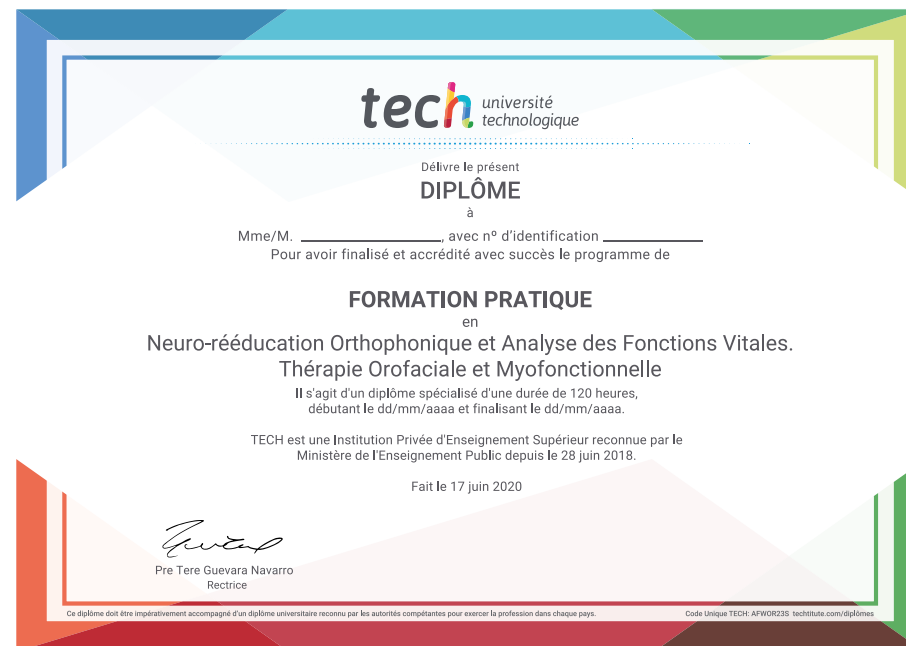 tech université
technologique
Délivre le présent
DIPLÔME
à
Mme/M. ____________________, avec nº d'identification ______________
Pour avoir finalisé et accrédité avec succès le programme de
FORMATION PRATIQUE
en
Neuro-rééducation Orthophonique et Analyse des Fonctions Vitales.
Thérapie Orofaciale et Myofonctionnelle
Il s'agit d'un diplôme spécialisé d'une durée de 120 heures,
débutant le dd/mm/aaaa et finalisant le dd/mm/aaaa.
TECH est une Institution Privée d'Enseignement Supérieur reconnue par le
Ministère de l'Enseignement Public depuis le 28 juin 2018.
Fait le 17 juin 2020
Pre Tere Guevara Navarro
Rectrice
Ce diplôme doit être impérativement accompagné d'un diplôme universitaire reconnu par les autorités compétantes pour exercer la profession dans chaque pays.
Code Unique TECH: AFWOR23S techtitute.com/diplômes